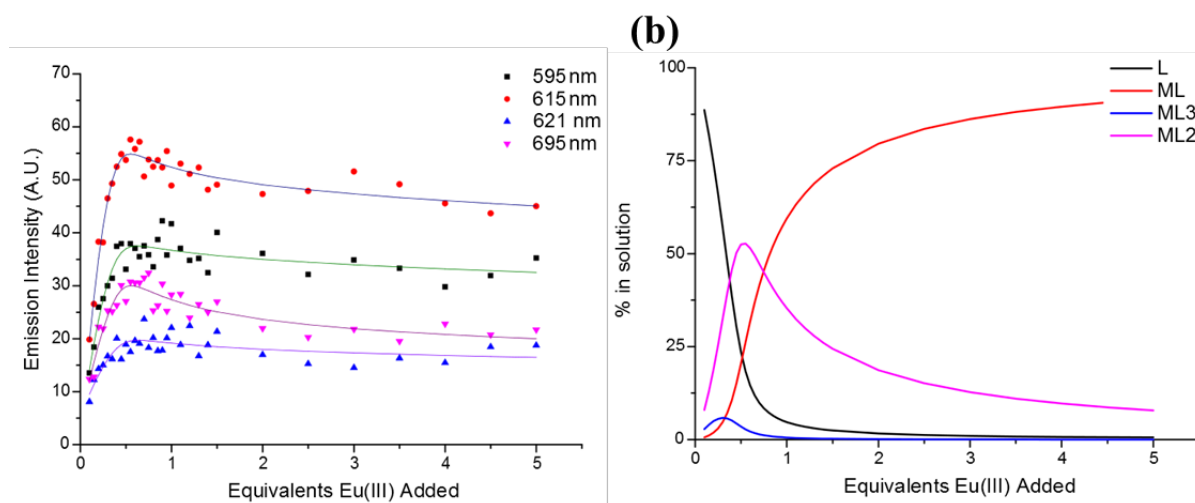 (b)
70
60
50
40
30
20
10
0
Emission Intensity (A.U.)
595 nm
615 nm
621 nm
695 nm
0 1 2 3 4 5
Equivalents Eu(III) Added
100
75
50
25
0
% in solution
L
ML
ML3
ML2
0 1 2 3 4 5
Equivalents Eu(III) Added